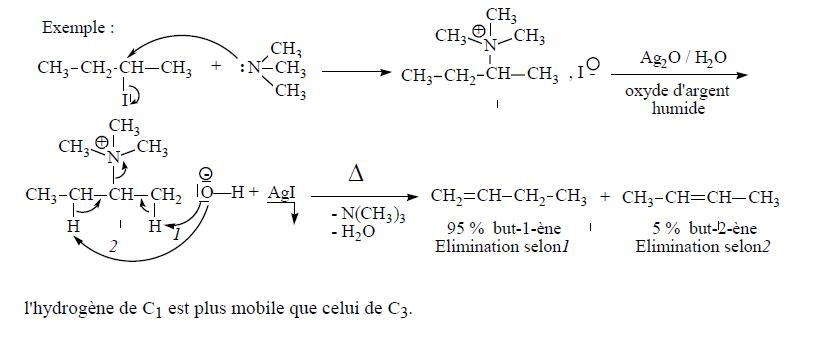 Exemple :
CH3-CH2-CH-CH3 + :N-CH3 CH3 CH3
I
CH3
CH3 ⊕ N CH3
CH3-CH2-CH-CH3 , I⊖
Ag2O / H2O
oxyde d'argent
humide
CH3
CH3 ⊕ N CH3
CH3-CH-CH-CH2 |O-H + AgI
H H 1
2
Δ
- N(CH3)3
- H2O
CH2=CH-CH2-CH3 + CH3-CH=CH-CH3
95 % but-1-ène 5 % but-2-ène
Elimination selon1 Elimination selon2
l'hydrogène de C1 est plus mobile que celui de C3.